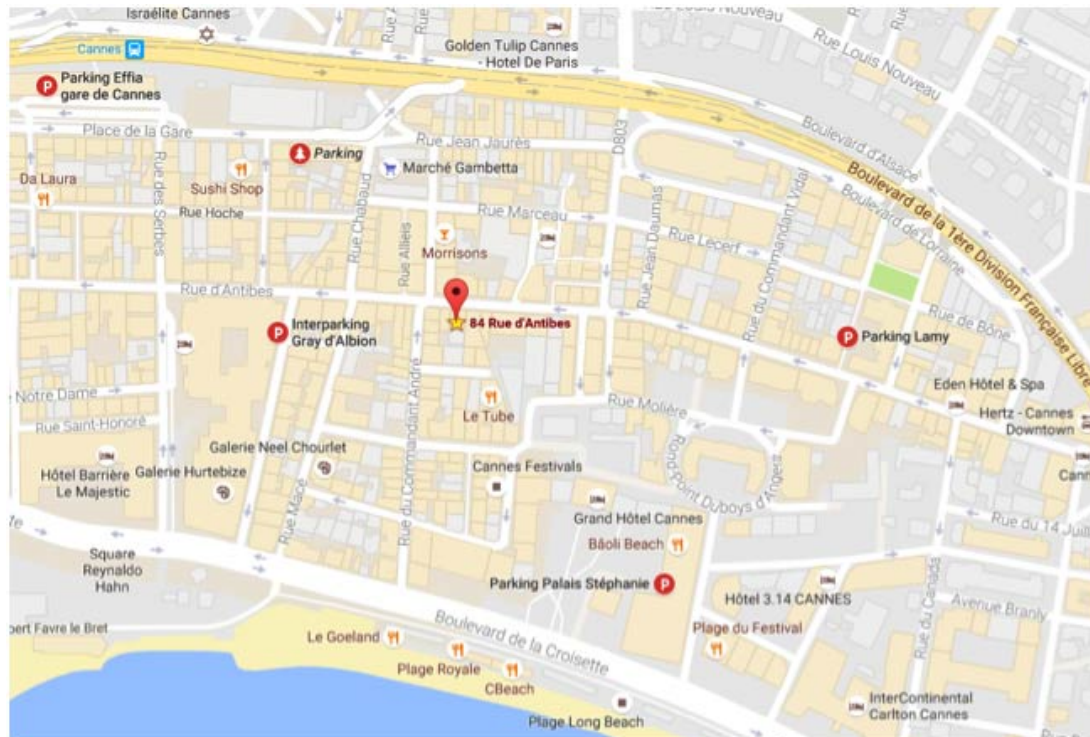 Israélite Cannes
Cannes
Golden Tulip Cannes
- Hotel De Paris
Rue Louis Nouveau
Parking Effia
gare de Cannes
Place de la Gare
Rue Jean Jaurès
D803
Boulevard d'Alsace
Parking
Marché Gambetta
Boulevard de la 1ère Division Française Libre
Boulevard de Lorraine
Da Laura
Sushi Shop
Rue des Serbes
Rue Hoche
Rue Chabaud
Rue Marceau
Rue Lecerf
Rue Jean Daumas
Rue du Commandant Vidal
Rue Allieis
Morrisons
Rue d'Antibes
84 Rue d'Antibes
Rue de Bône
Interparking
Gray d'Albion
Parking Lamy
Notre Dame
Rue Saint-Honoré
Rue du Commandant André
Le Tube
Rue Molière
Eden Hôtel & Spa
Hertz - Cannes
Downtown
Galerie Neel Chourlet
Hôtel Barrière
Le Majestic
Galerie Hurtebize
Rue Macé
Cannes Festivals
Rond-Point Duboys d'Angers
Grand Hôtel Cannes
Bâoli Beach
Rue du 14 Juill
Square
Reynaldo
Hahn
Parking Palais Stéphanie
Hôtel 3.14 CANNES
Rue du Canada
Avenue Branly
bert Favre le Bret
Le Goeland
Boulevard de la Croisette
Plage du Festival
Plage Royale
CBeach
Plage Long Beach
InterContinental
Carlton Cannes